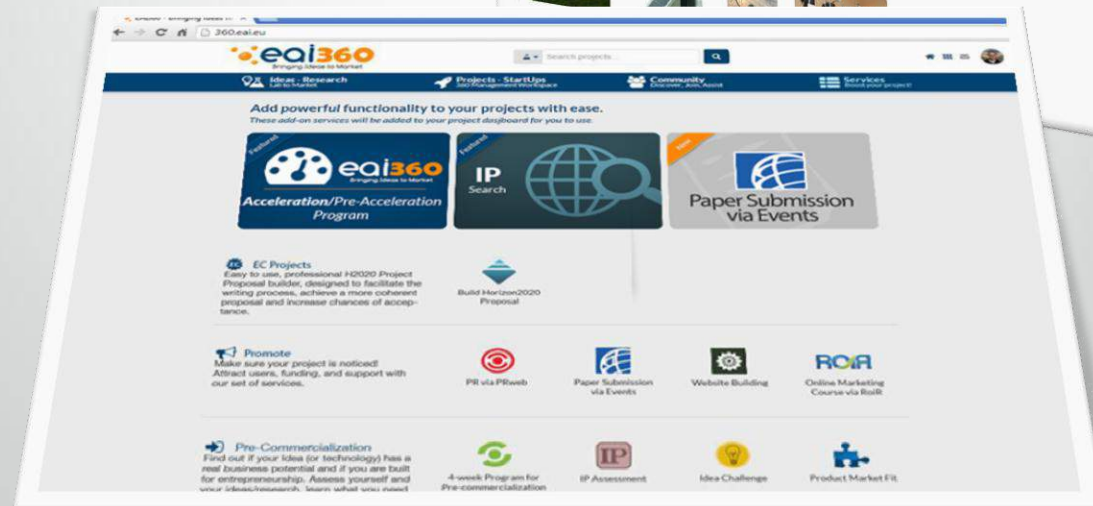 360.eai.eu
eai360
Bringing Ideas to Market
Search projects...
Ideas - Research
Lab to Market
Projects - StartUps
360 Management Workspace
Community
Discover, Join, Assist
Services
Boost your project!
Add powerful functionality to your projects with ease.
These add-on services will be added to your project dasjboard for you to use.
Featured
eai360
Bringing Ideas to Market
Acceleration/Pre-Acceleration
Program
Featured
IP
Search
New
Paper Submission
via Events
EC Projects
Easy to use, professional H2020 Project
Proposal builder, designed to facilitate the
writing process, achieve a more coherent
proposal and increase chances of accep-
tance.
Build Horizon2020
Proposal
Promote
Make sure your project is noticed!
Attract users, funding, and support with
our set of services.
PR via PRweb
Paper Submission
via Events
Website Building
ROIR
Online Marketing
Course via RoiR
Pre-Commercialization
Find out if your idea (or technology) has a
real business potential and if you are built
for entrepreneurship. Assess yourself and
your ideas/research, learn what you need
4-week Program for
Pre-commercialization
IP
IP Assessment
Idea Challenge
Product Market Fit